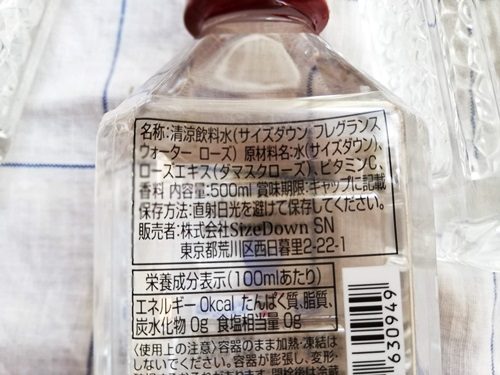 名称:清涼飲料水(サイズダウン フレグランス
ウォーター ローズ) 原材料名:水(サイズダウン)、
ローズエキス(ダマスクローズ)、ビタミンC、
香料 内容量:500ml 賞味期限:キャップに記載
保存方法:直射日光を避けて保存してください。
販売者:株式会社SizeDown SN
東京都荒川区西日暮里2-22-1
栄養成分表示(100mlあたり)
エネルギー 0kcal たんぱく質、脂質、
炭水化物 0g 食塩相当量 0g
〈使用上の注意〉容器のまま加熱・凍結は
しないでください。容器が膨張し、変形・
630949